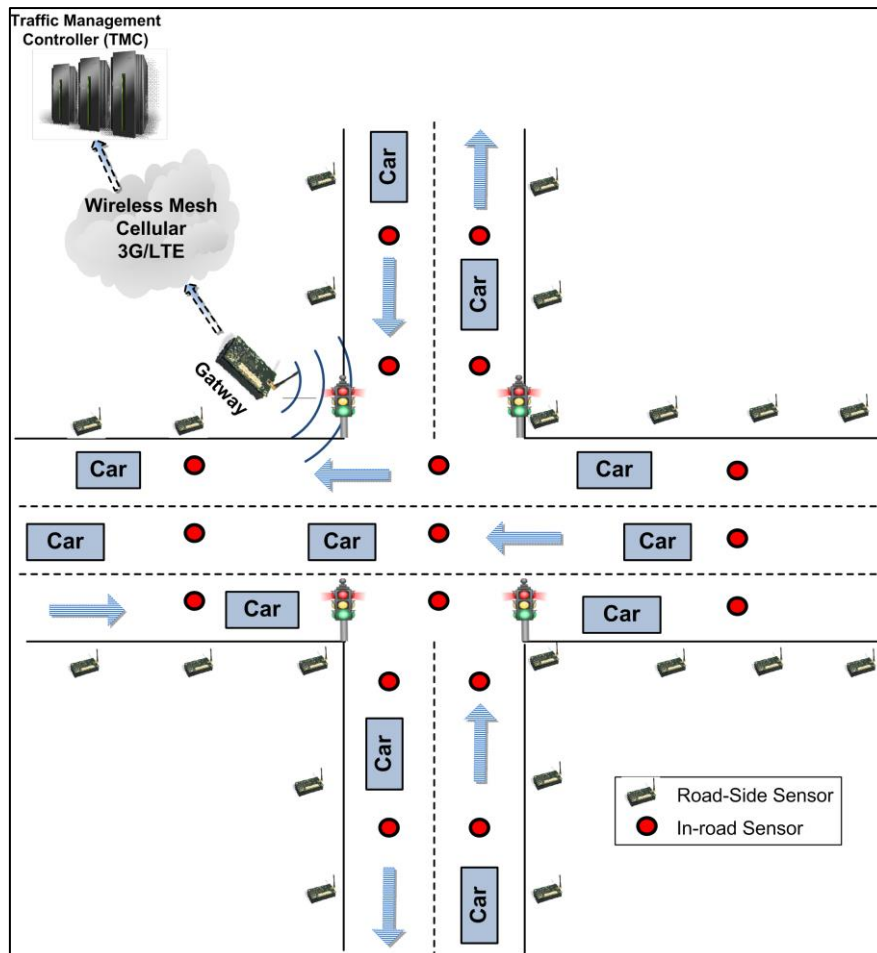 Traffic Management
Controller (TMC)
Wireless Mesh
Cellular
3G/LTE
Gatway
Car
Car
Car
Car
Car
Car
Car
Car
Car
Car
Car
Road-Side Sensor
In-road Sensor